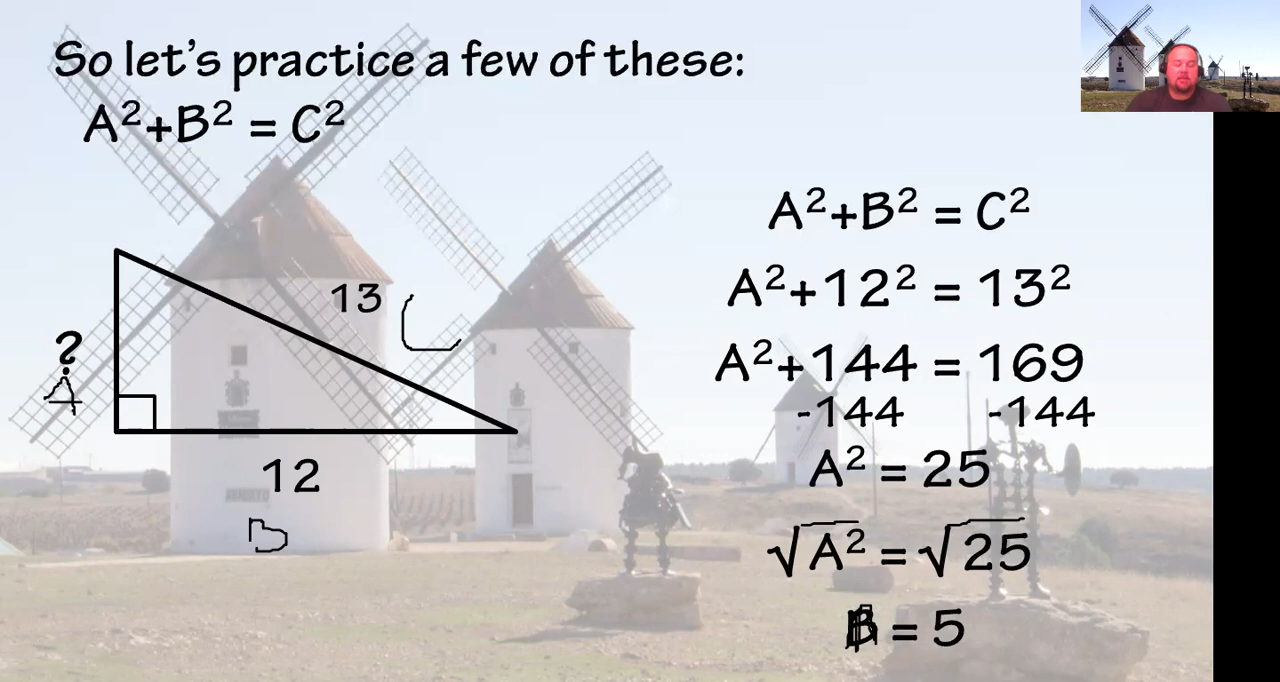 So let's practice a few of these:
A²+B² = C²
A²+B² = C²
A²+12² = 13²
13 C
?
A
A²+144 = 169
-144 -144
12
A² = 25
B
√A² = √25
= 5